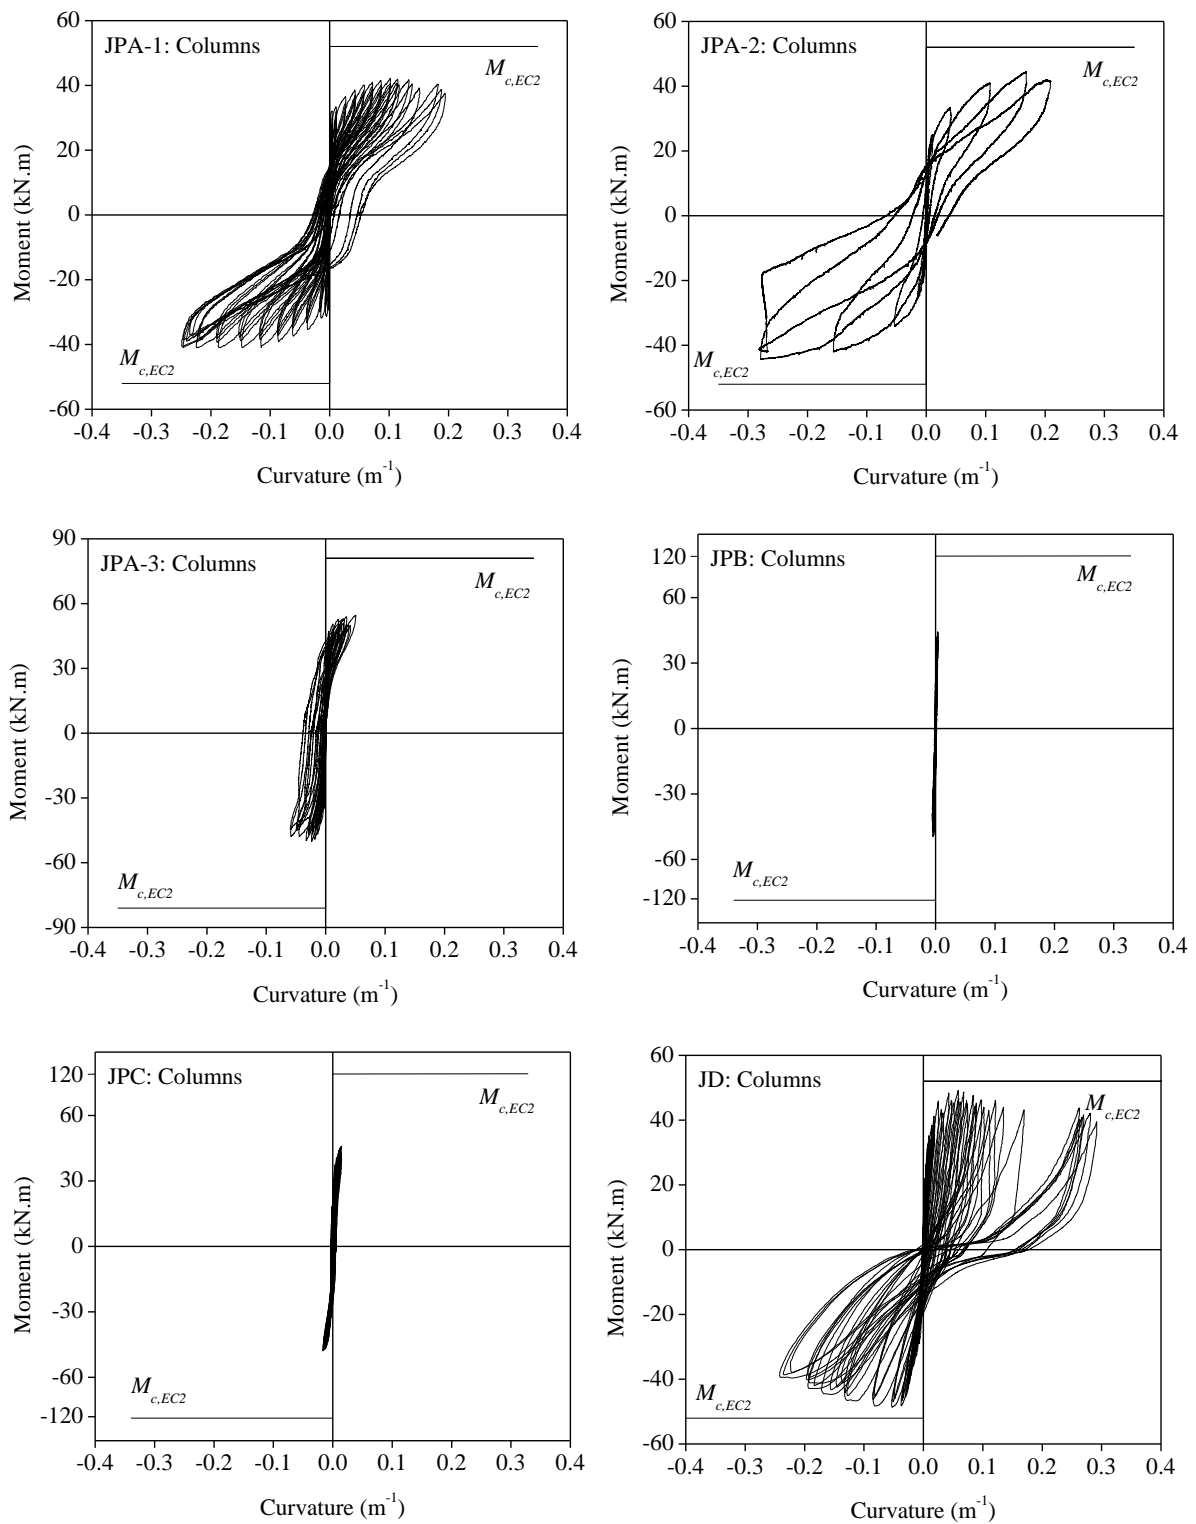 JPA-1: Columns
M_c,EC2
60
40
20
0
-20
-40
-60
Moment (kN.m)
M_c,EC2
-0.4 -0.3 -0.2 -0.1 0.0 0.1 0.2 0.3 0.4
Curvature (m^-1)
JPA-2: Columns
M_c,EC2
60
40
20
0
-20
-40
-60
Moment (kN.m)
M_c,EC2
-0.4 -0.3 -0.2 -0.1 0.0 0.1 0.2 0.3 0.4
Curvature (m^-1)
JPA-3: Columns
M_c,EC2
90
60
30
0
-30
-60
-90
Moment (kN.m)
M_c,EC2
-0.4 -0.3 -0.2 -0.1 0.0 0.1 0.2 0.3 0.4
Curvature (m^-1)
JPB: Columns
M_c,EC2
120
60
30
0
-30
-60
-120
Moment (kN.m)
M_c,EC2
-0.4 -0.3 -0.2 -0.1 0.0 0.1 0.2 0.3 0.4
Curvature (m^-1)
JPC: Columns
M_c,EC2
120
60
30
0
-30
-60
-120
Moment (kN.m)
M_c,EC2
-0.4 -0.3 -0.2 -0.1 0.0 0.1 0.2 0.3 0.4
Curvature (m^-1)
JD: Columns
M_c,EC2
60
40
20
0
-20
-40
-60
Moment (kN.m)
M_c,EC2
-0.4 -0.3 -0.2 -0.1 0.0 0.1 0.2 0.3 0.4
Curvature (m^-1)